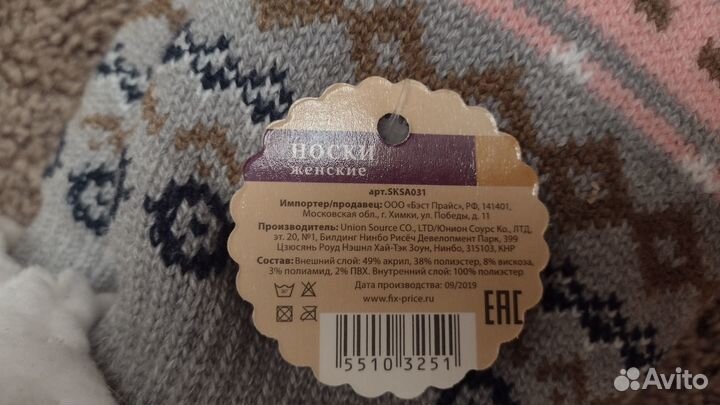 НОСКИ
женские
арт.SKSA031
Импортер/продавец: ООО «Бэст Прайс», РФ, 141401,
Московская обл., г. Химки, ул. Победы, д. 11
Производитель: Union Source CO., LTD/Юнион Соурс Ко., ЛТД,
эт. 20, №1, Билдинг Нинбо Рисёч Девелопмент Парк, 399
Цзюсянь Роуд Нэшнл Хай-Тэк Зоун, Нинбо, 315103, КНР
Состав: Внешний слой: 49% акрил, 38% полиэстер, 8% вискоза,
3% полиамид, 2% ПВХ. Внутренний слой: 100% полиэстер
Дата производства: 09/2019
www.fix-price.ru
EAC
5510 3251
Avito